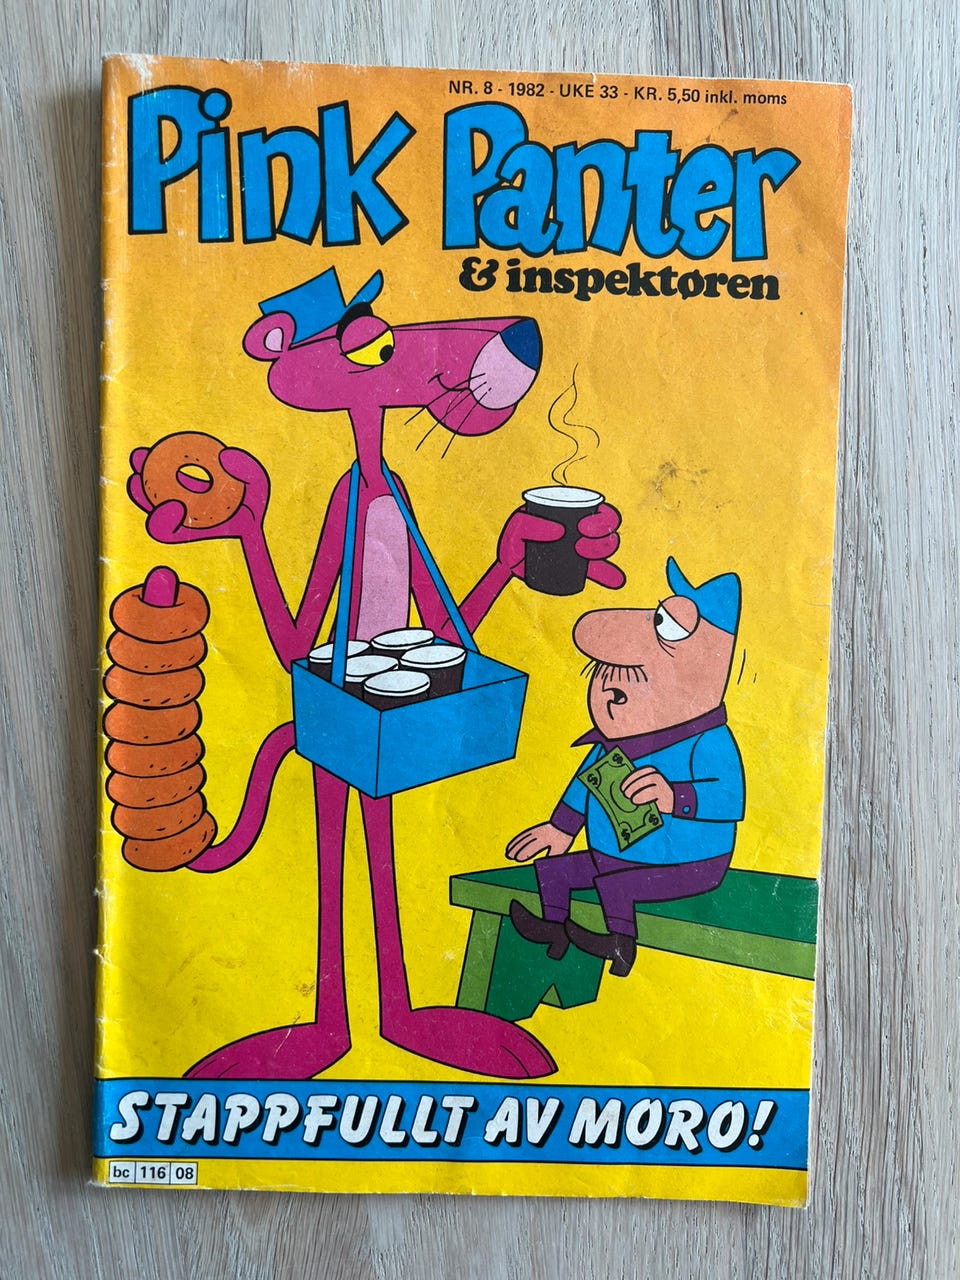 NR. 8 - 1982 - UKE 33 - KR. 5,50 inkl. moms
Pink Panter
& inspektøren
STAPPFULLT AV MORO!
bc 116 08